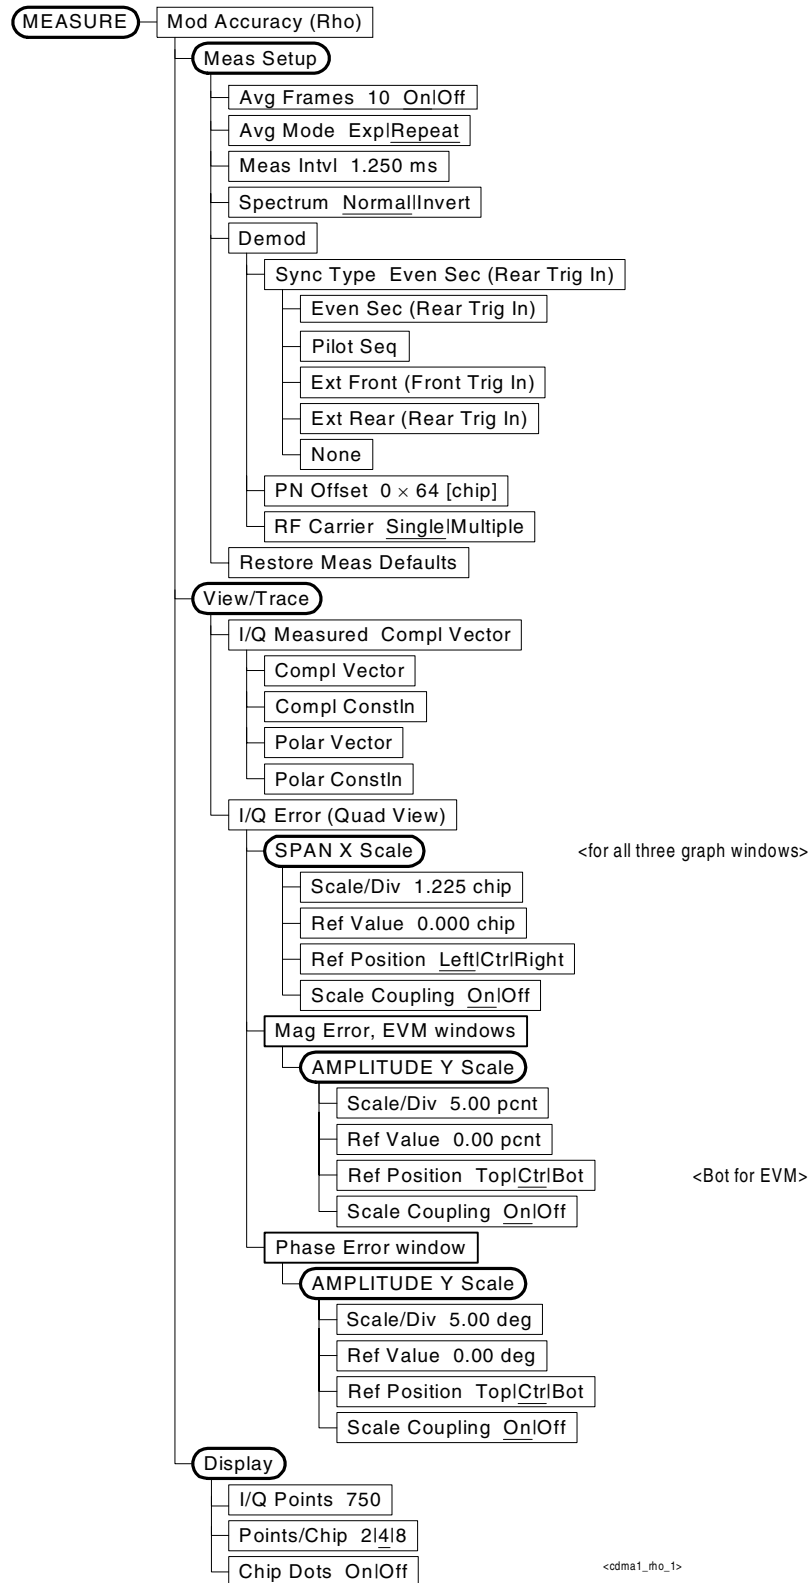 MEASURE Mod Accuracy (Rho)
Meas Setup
Avg Frames 10 On|Off
Avg Mode Exp|Repeat
Meas Intvl 1.250 ms
Spectrum Normal|Invert
Demod
Sync Type Even Sec (Rear Trig In)
Even Sec (Rear Trig In)
Pilot Seq
Ext Front (Front Trig In)
Ext Rear (Rear Trig In)
None
PN Offset 0 × 64 [chip]
RF Carrier Single|Multiple
Restore Meas Defaults
View/Trace
I/Q Measured Compl Vector
Compl Vector
Compl Constln
Polar Vector
Polar Constln
I/Q Error (Quad View)
SPAN X Scale <for all three graph windows>
Scale/Div 1.225 chip
Ref Value 0.000 chip
Ref Position Left|Ctr|Right
Scale Coupling On|Off
Mag Error, EVM windows
AMPLITUDE Y Scale
Scale/Div 5.00 pcnt
Ref Value 0.00 pcnt
Ref Position Top|Ctr|Bot <Bot for EVM>
Scale Coupling On|Off
Phase Error window
AMPLITUDE Y Scale
Scale/Div 5.00 deg
Ref Value 0.00 deg
Ref Position Top|Ctr|Bot
Scale Coupling On|Off
Display
I/Q Points 750
Points/Chip 2|4|8
Chip Dots On|Off <cdma1_rho_1>